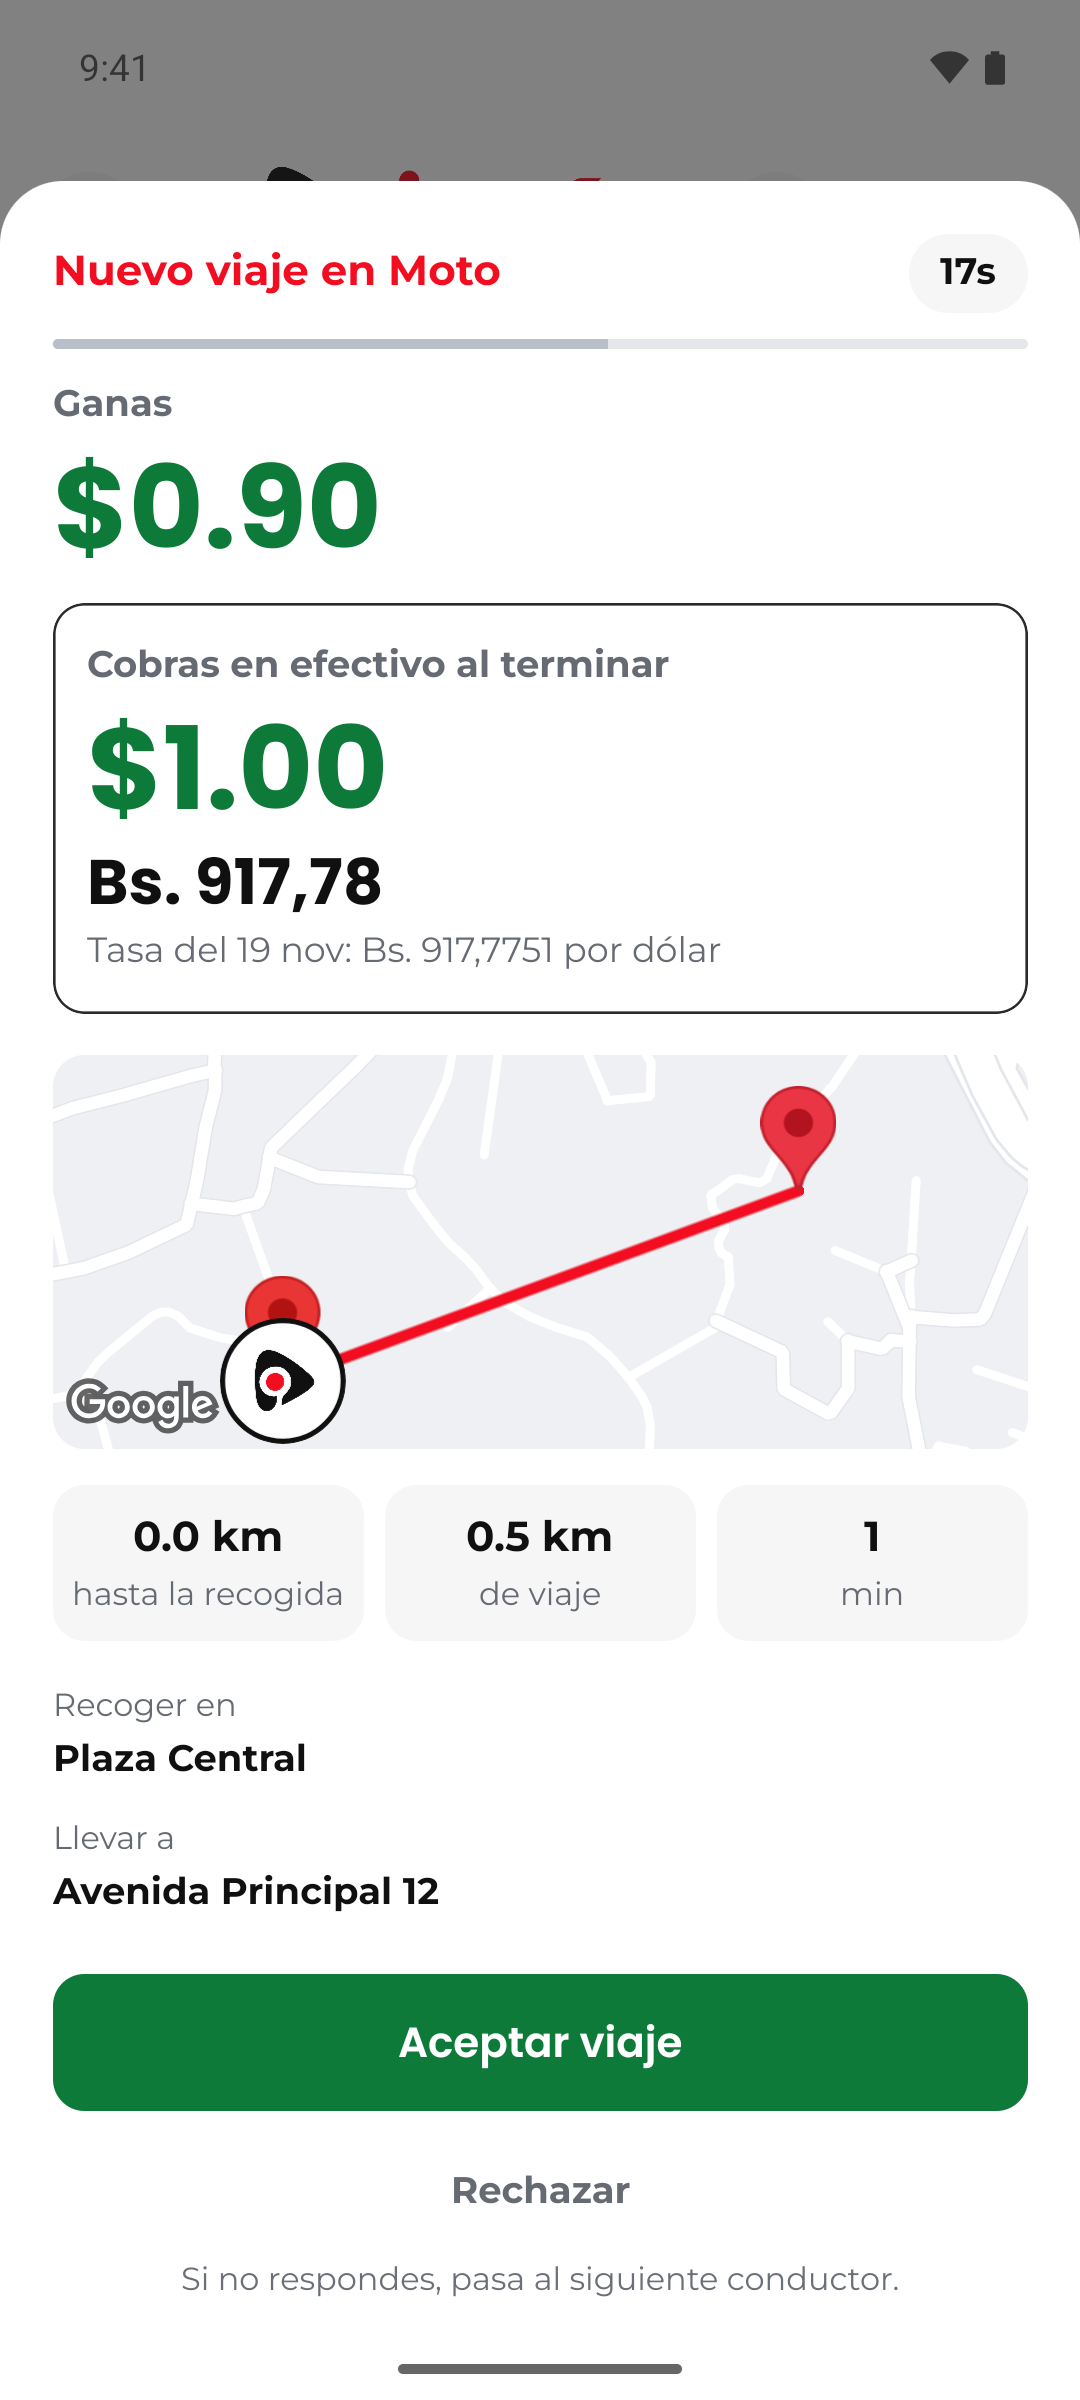 9:41
Nuevo viaje en Moto
17s
Ganas
$0.90
Cobras en efectivo al terminar
$1.00
Bs. 917,78
Tasa del 19 nov: Bs. 917,7751 por dólar
Google
0.0 km
hasta la recogida
0.5 km
de viaje
1
min
Recoger en
Plaza Central
Llevar a
Avenida Principal 12
Aceptar viaje
Rechazar
Si no respondes, pasa al siguiente conductor.